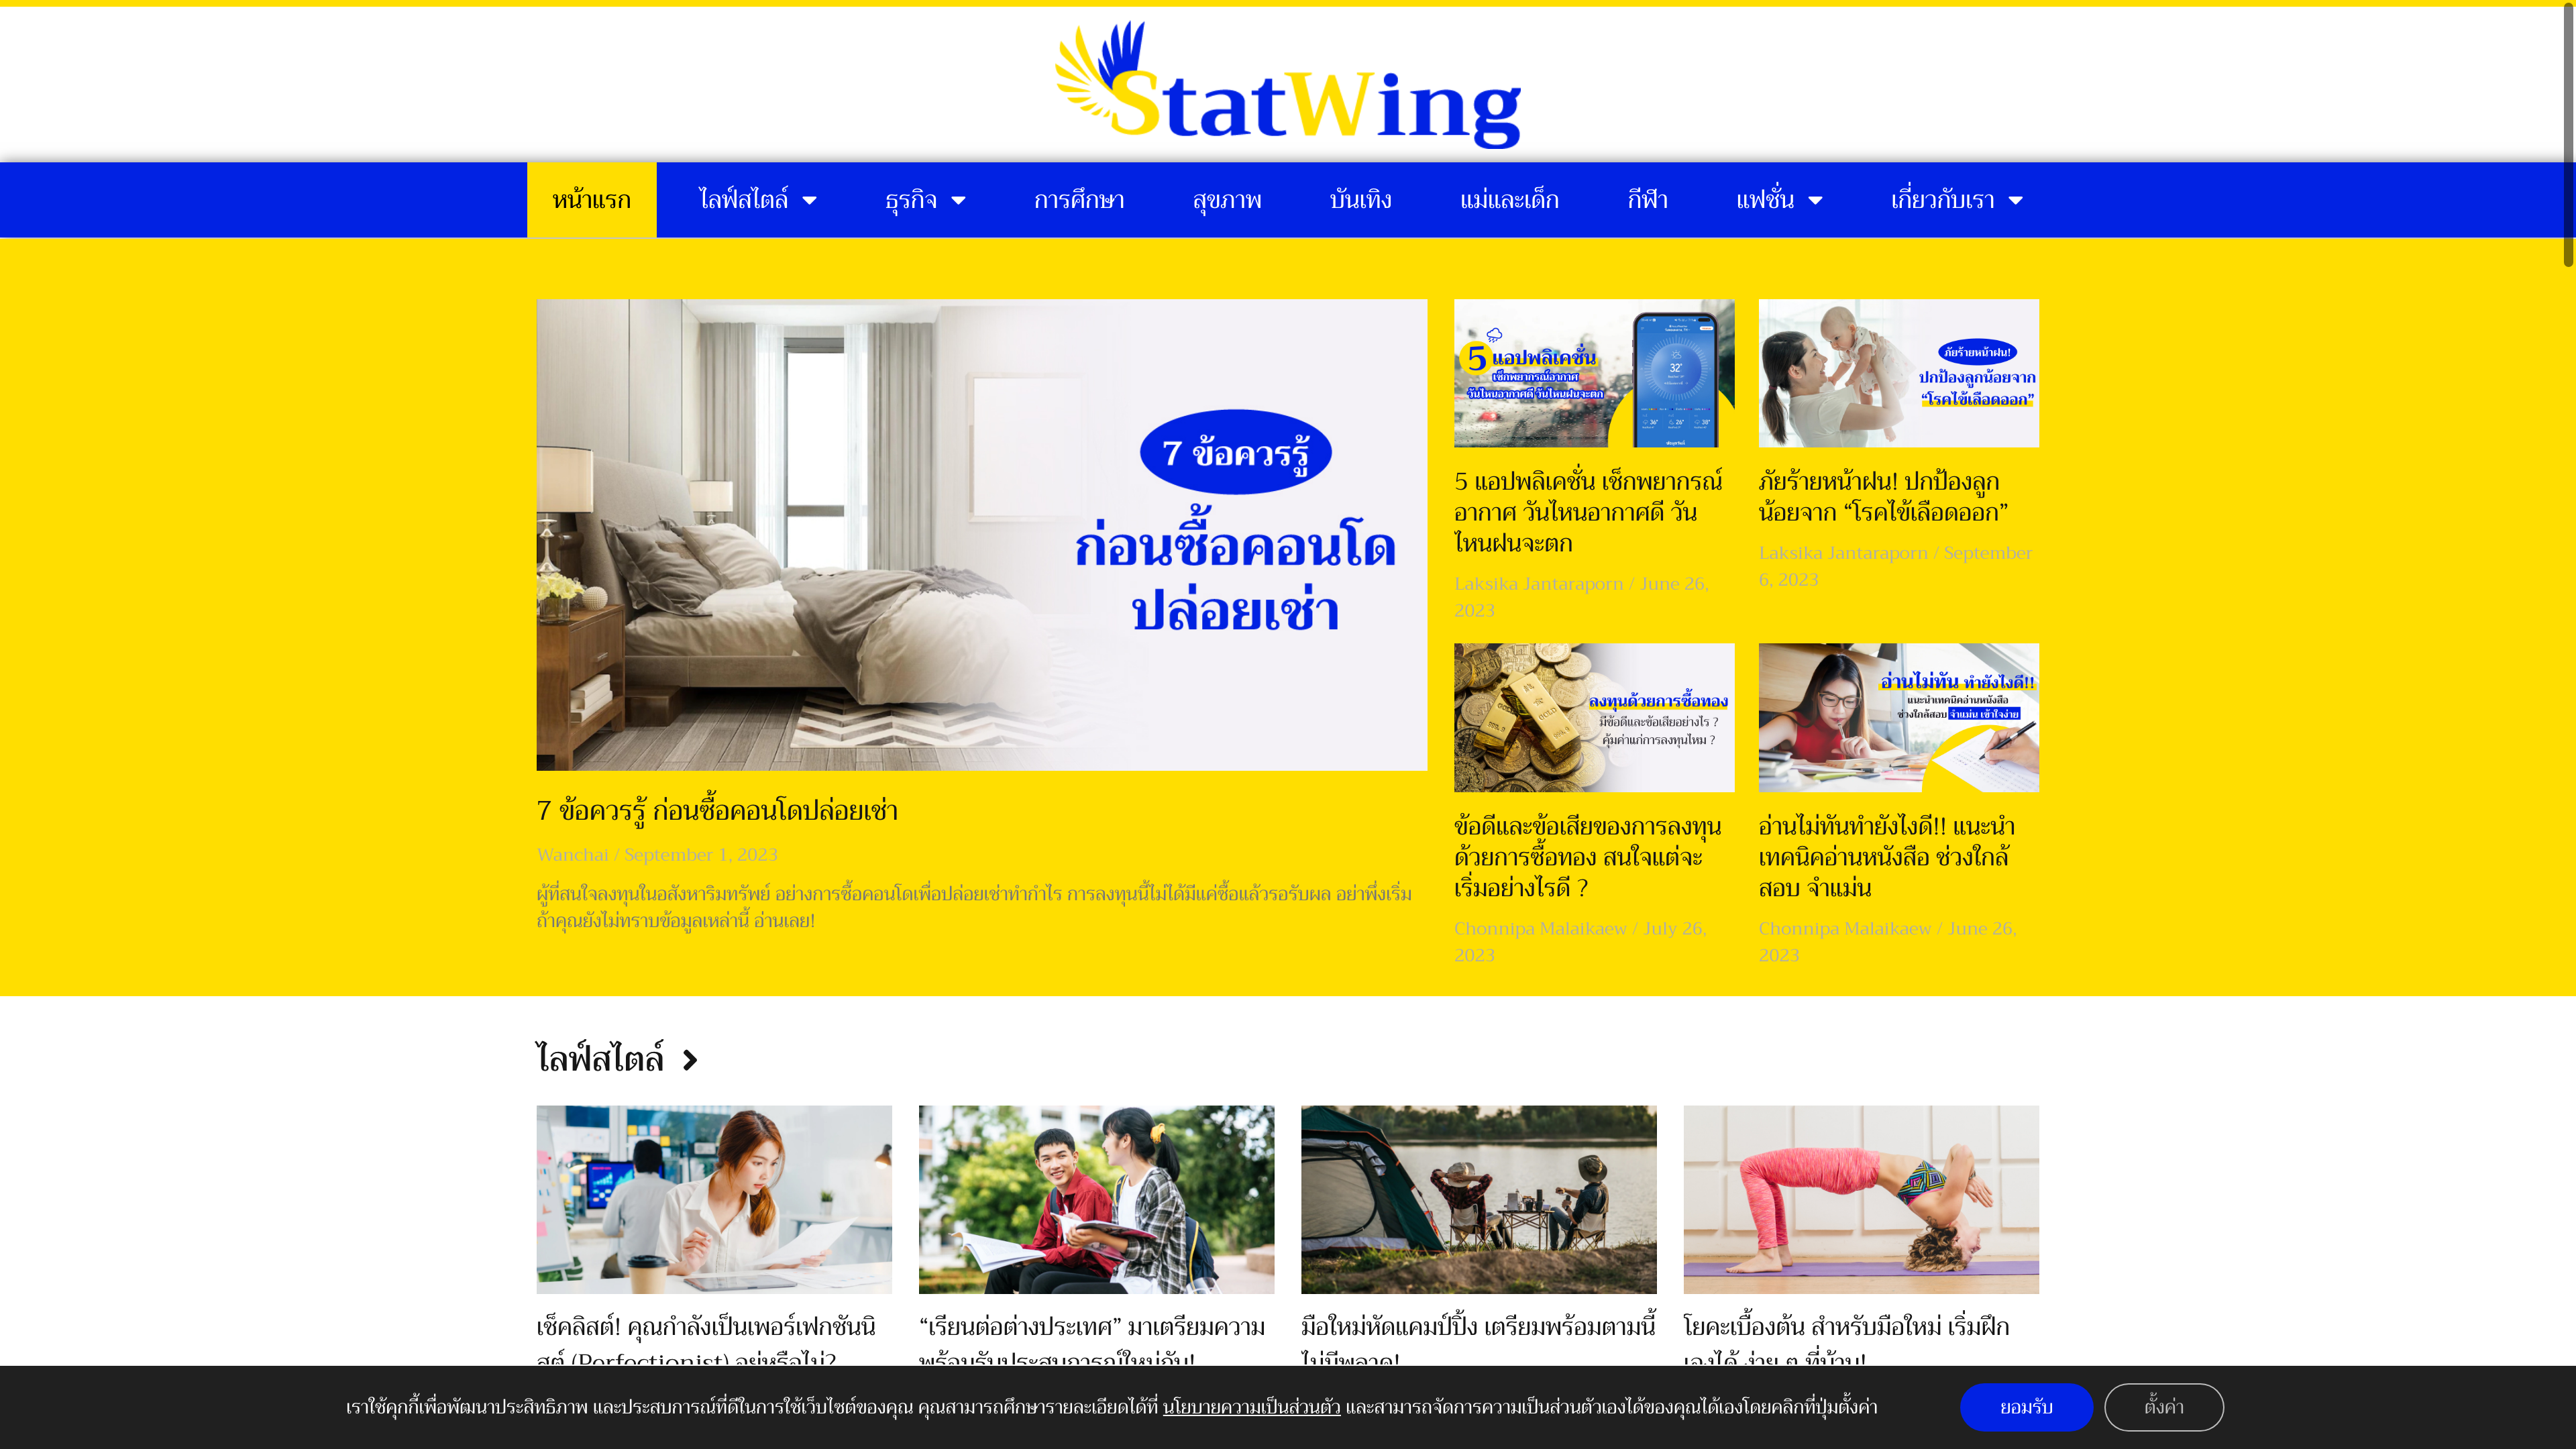 StatWing
หน้าแรก ไลฟ์สไตล์ ธุรกิจ การศึกษา สุขภาพ บันเทิง แม่และเด็ก กีฬา แฟชั่น เกี่ยวกับเรา
7 ข้อควรรู้
ก่อนซื้อคอนโด
ปล่อยเช่า
7 ข้อควรรู้ ก่อนซื้อคอนโดปล่อยเช่า
Wanchai / September 1, 2023
ผู้ที่สนใจลงทุนในอสังหาริมทรัพย์ อย่างการซื้อคอนโดเพื่อปล่อยเช่าทำกำไร การลงทุนนี้ไม่ได้มีแค่ซื้อแล้วรอรับผล อย่าพึ่งเริ่ม
ถ้าคุณยังไม่ทราบข้อมูลเหล่านี้ อ่านเลย!
5 แอปพลิเคชั่น
เช็กพยากรณ์อากาศ
วันไหนอากาศดี วันไหนฝนจะตก
32°
36° 26° 38°
5 แอปพลิเคชั่น เช็กพยากรณ์
อากาศ วันไหนอากาศดี วัน
ไหนฝนจะตก
Laksika Jantaraporn / June 26,
2023
ภัยร้ายหน้าฝน!
ปกป้องลูกน้อยจาก
“โรคไข้เลือดออก”
ภัยร้ายหน้าฝน! ปกป้องลูก
น้อยจาก “โรคไข้เลือดออก”
Laksika Jantaraporn / September
6, 2023
GOLD
GOLD
ลงทุนด้วยการซื้อทอง
มีข้อดีและข้อเสียอย่างไร ?
คุ้มค่าแก่การลงทุนไหม ?
ข้อดีและข้อเสียของการลงทุน
ด้วยการซื้อทอง สนใจแต่จะ
เริ่มอย่างไรดี ?
Chonnipa Malaikaew / July 26,
2023
อ่านไม่ทัน ทำยังไงดี!!
แนะนำเทคนิคอ่านหนังสือ
ช่วงใกล้สอบ จำแม่น เข้าใจง่าย
อ่านไม่ทันทำยังไงดี!! แนะนำ
เทคนิคอ่านหนังสือ ช่วงใกล้
สอบ จำแม่น
Chonnipa Malaikaew / June 26,
2023
ไลฟ์สไตล์
เช็คลิสต์! คุณกำลังเป็นเพอร์เฟกชันนิ
สต์ (Perfectionist) อยู่หรือไม่?
“เรียนต่อต่างประเทศ” มาเตรียมความ
พร้อมรับประสบการณ์ใหม่กัน!
มือใหม่หัดแคมป์ปิ้ง เตรียมพร้อมตามนี้
ไม่มีพลาด!
โยคะเบื้องต้น สำหรับมือใหม่ เริ่มฝึก
เองได้ ง่าย ๆ ที่บ้าน!
เราใช้คุกกี้เพื่อพัฒนาประสิทธิภาพ และประสบการณ์ที่ดีในการใช้เว็บไซต์ของคุณ คุณสามารถศึกษารายละเอียดได้ที่ นโยบายความเป็นส่วนตัว และสามารถจัดการความเป็นส่วนตัวเองได้ของคุณได้เองโดยคลิกที่ปุ่มตั้งค่า
ยอมรับ
ตั้งค่า